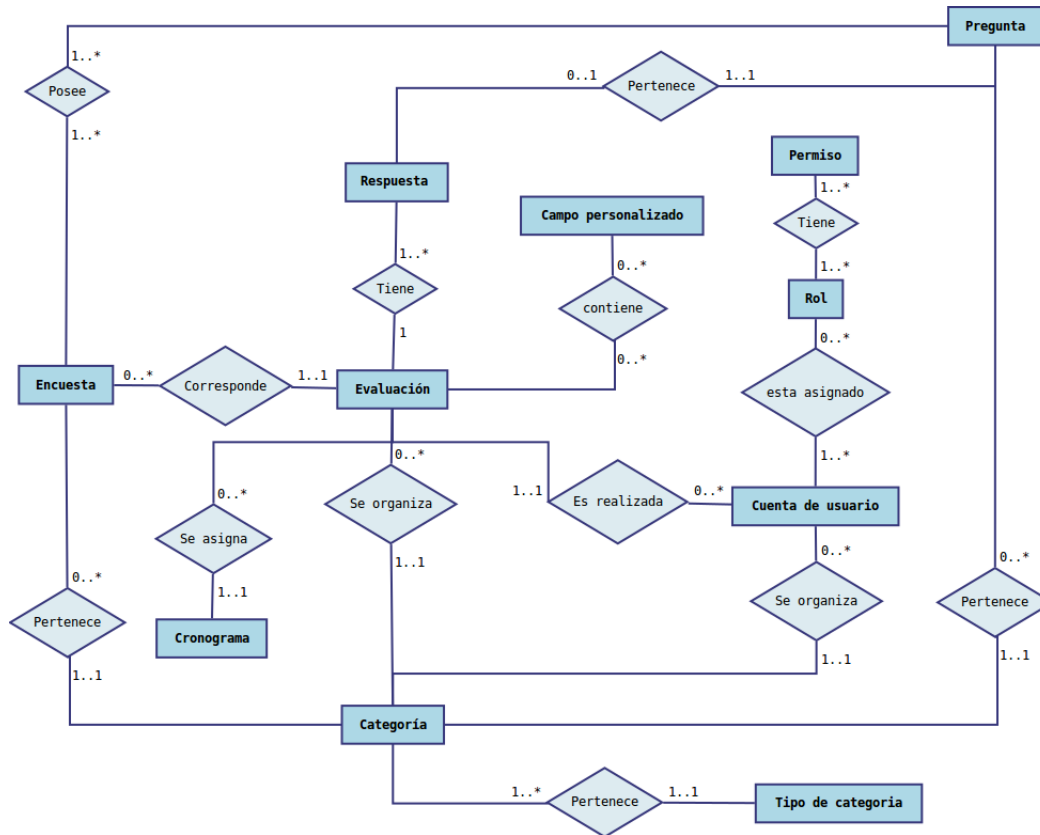 Pregunta
1..*
0..1
Pertenece
1..1
Posee
1..*
Permiso
Respuesta
1..*
Campo personalizado
Tiene
1..*
0..*
1..*
Tiene
Rol
contiene
1
0..*
0..*
Encuesta
0..*
Corresponde
1..1
Evaluación
esta asignado
0..*
1..*
0..*
1..1
Es realizada
0..*
Cuenta de usuario
Se organiza
Se asigna
0..*
0..*
1..1
0..*
1..1
Se organiza
Pertenece
Pertenece
Cronograma
1..1
1..1
1..1
Categoría
1..*
Pertenece
1..1
Tipo de categoria